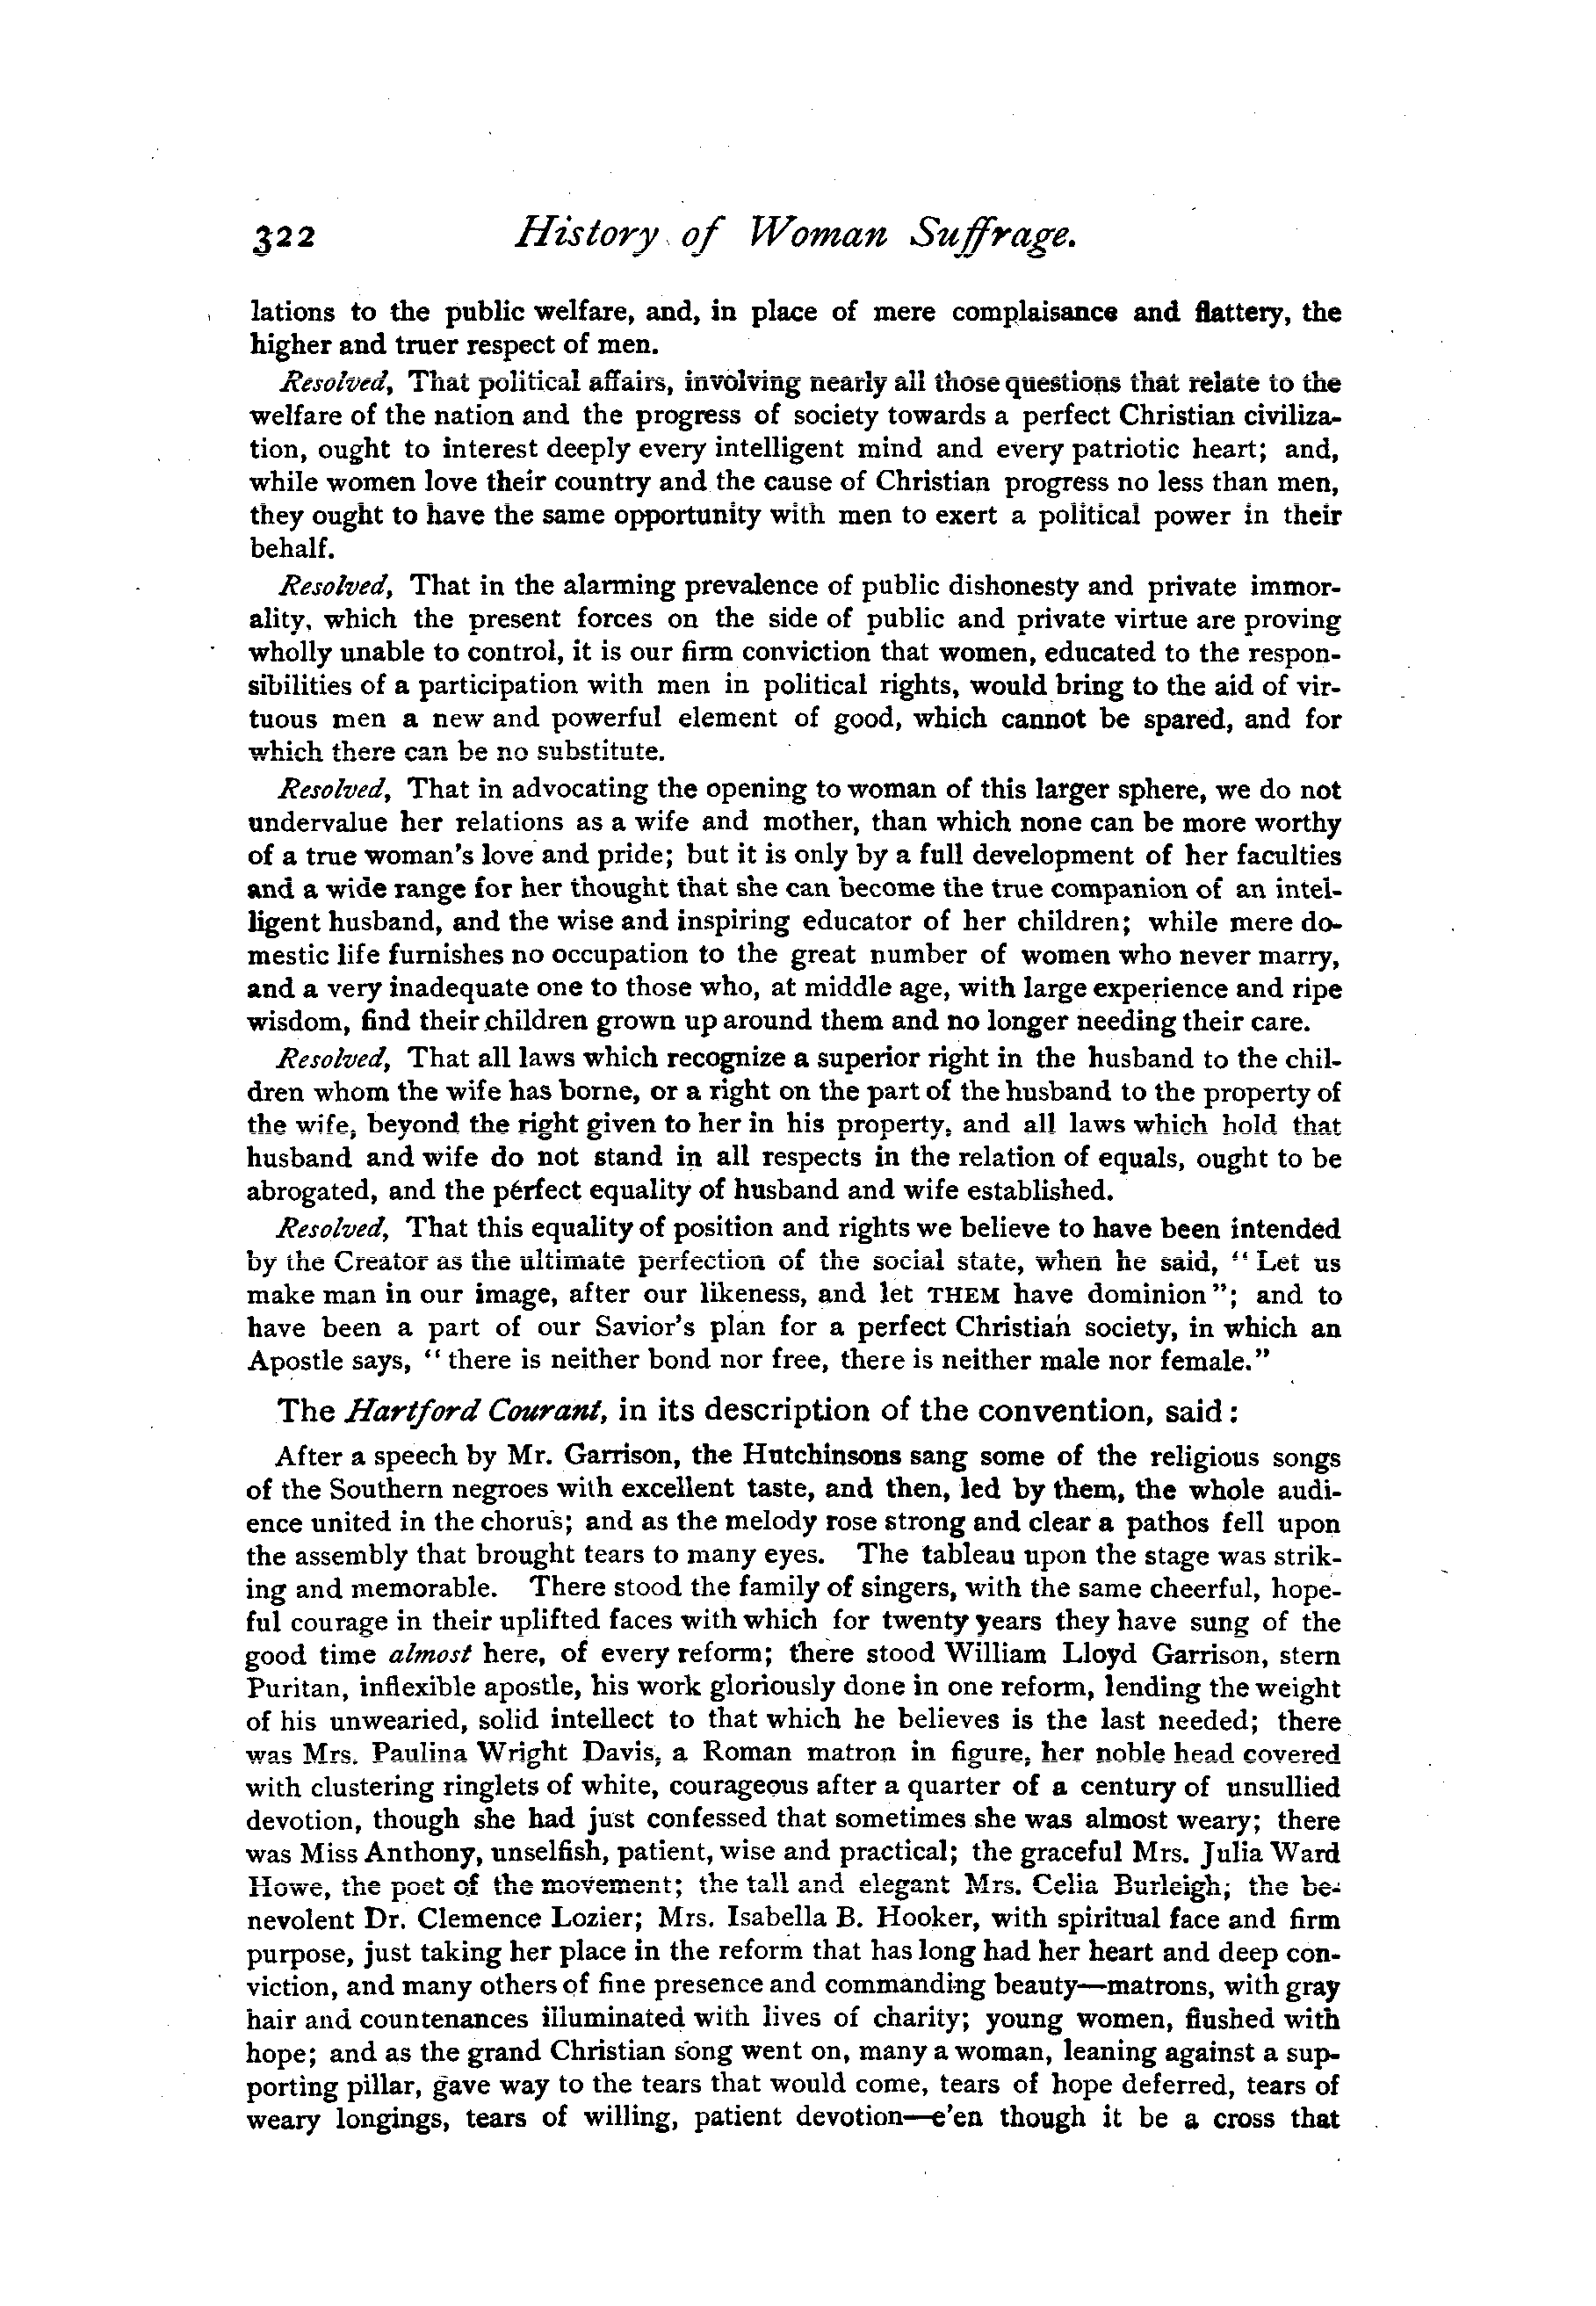 322 History of Woman Suffrage.
lations to the public welfare, and, in place of mere complaisance and flattery, the
higher and truer respect of men.
Resolved, That political affairs, involving nearly all those questions that relate to the
welfare of the nation and the progress of society towards a perfect Christian civiliza-
tion, ought to interest deeply every intelligent mind and every patriotic heart; and,
while women love their country and the cause of Christian progress no less than men,
they ought to have the same opportunity with men to exert a political power in their
behalf.
Resolved, That in the alarming prevalence of public dishonesty and private immor-
ality, which the present forces on the side of public and private virtue are proving
wholly unable to control, it is our firm conviction that women, educated to the respon-
sibilities of a participation with men in political rights, would bring to the aid of vir-
tuous men a new and powerful element of good, which cannot be spared, and for
which there can be no substitute.
Resolved, That in advocating the opening to woman of this larger sphere, we do not
undervalue her relations as a wife and mother, than which none can be more worthy
of a true woman's love and pride; but it is only by a full development of her faculties
and a wide range for her thought that she can become the true companion of an intel-
ligent husband, and the wise and inspiring educator of her children; while mere do-
mestic life furnishes no occupation to the great number of women who never marry,
and a very inadequate one to those who, at middle age, with large experience and ripe
wisdom, find their children grown up around them and no longer needing their care.
Resolved, That all laws which recognize a superior right in the husband to the chil-
dren whom the wife has borne, or a right on the part of the husband to the property of
the wife, beyond the right given to her in his property, and all laws which hold that
husband and wife do not stand in all respects in the relation of equals, ought to be
abrogated, and the perfect equality of husband and wife established.
Resolved, That this equality of position and rights we believe to have been intended
by the Creator as the ultimate perfection of the social state, when he said, "Let us
make man in our image, after our likeness, and let THEM have dominion"; and to
have been a part of our Savior's plan for a perfect Christian society, in which an
Apostle says, "there is neither bond nor free, there is neither male nor female."
The Hartford Courant, in its description of the convention, said:
After a speech by Mr. Garrison, the Hutchinsons sang some of the religious songs
of the Southern negroes with excellent taste, and then, led by them, the whole audi-
ence united in the chorus; and as the melody rose strong and clear a pathos fell upon
the assembly that brought tears to many eyes. The tableau upon the stage was strik-
ing and memorable. There stood the family of singers, with the same cheerful, hope-
ful courage in their uplifted faces with which for twenty years they have sung of the
good time almost here, of every reform; there stood William Lloyd Garrison, stern
Puritan, inflexible apostle, his work gloriously done in one reform, lending the weight
of his unwearied, solid intellect to that which he believes is the last needed; there
was Mrs. Paulina Wright Davis, a Roman matron in figure, her noble head covered
with clustering ringlets of white, courageous after a quarter of a century of unsullied
devotion, though she had just confessed that sometimes she was almost weary; there
was Miss Anthony, unselfish, patient, wise and practical; the graceful Mrs. Julia Ward
Howe, the poet of the movement; the tall and elegant Mrs. Celia Burleigh; the be-
nevolent Dr. Clemence Lozier; Mrs. Isabella B. Hooker, with spiritual face and firm
purpose, just taking her place in the reform that has long had her heart and deep con-
viction, and many others of fine presence and commanding beauty—matrons, with gray
hair and countenances illuminated with lives of charity; young women, flushed with
hope; and as the grand Christian song went on, many a woman, leaning against a sup-
porting pillar, gave way to the tears that would come, tears of hope deferred, tears of
weary longings, tears of willing, patient devotion—e'en though it be a cross that